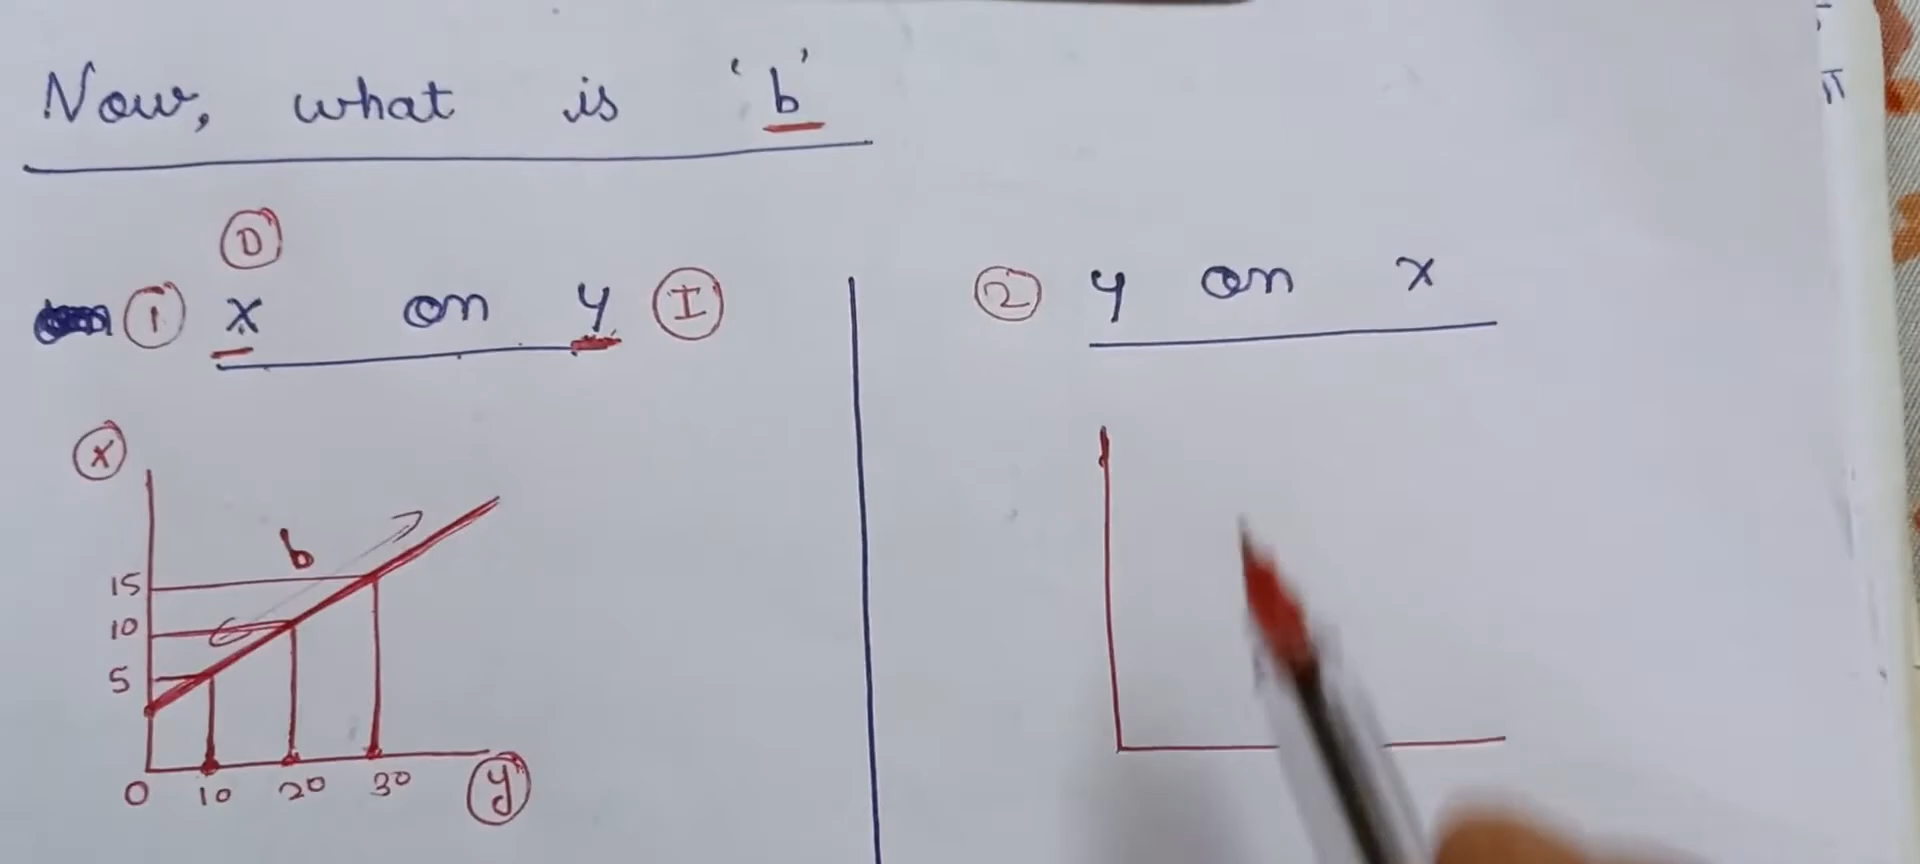 Now, what is 'b'
D
1 x on y I
2 y on x
X
b
15
10
5
0 10 20 30 y